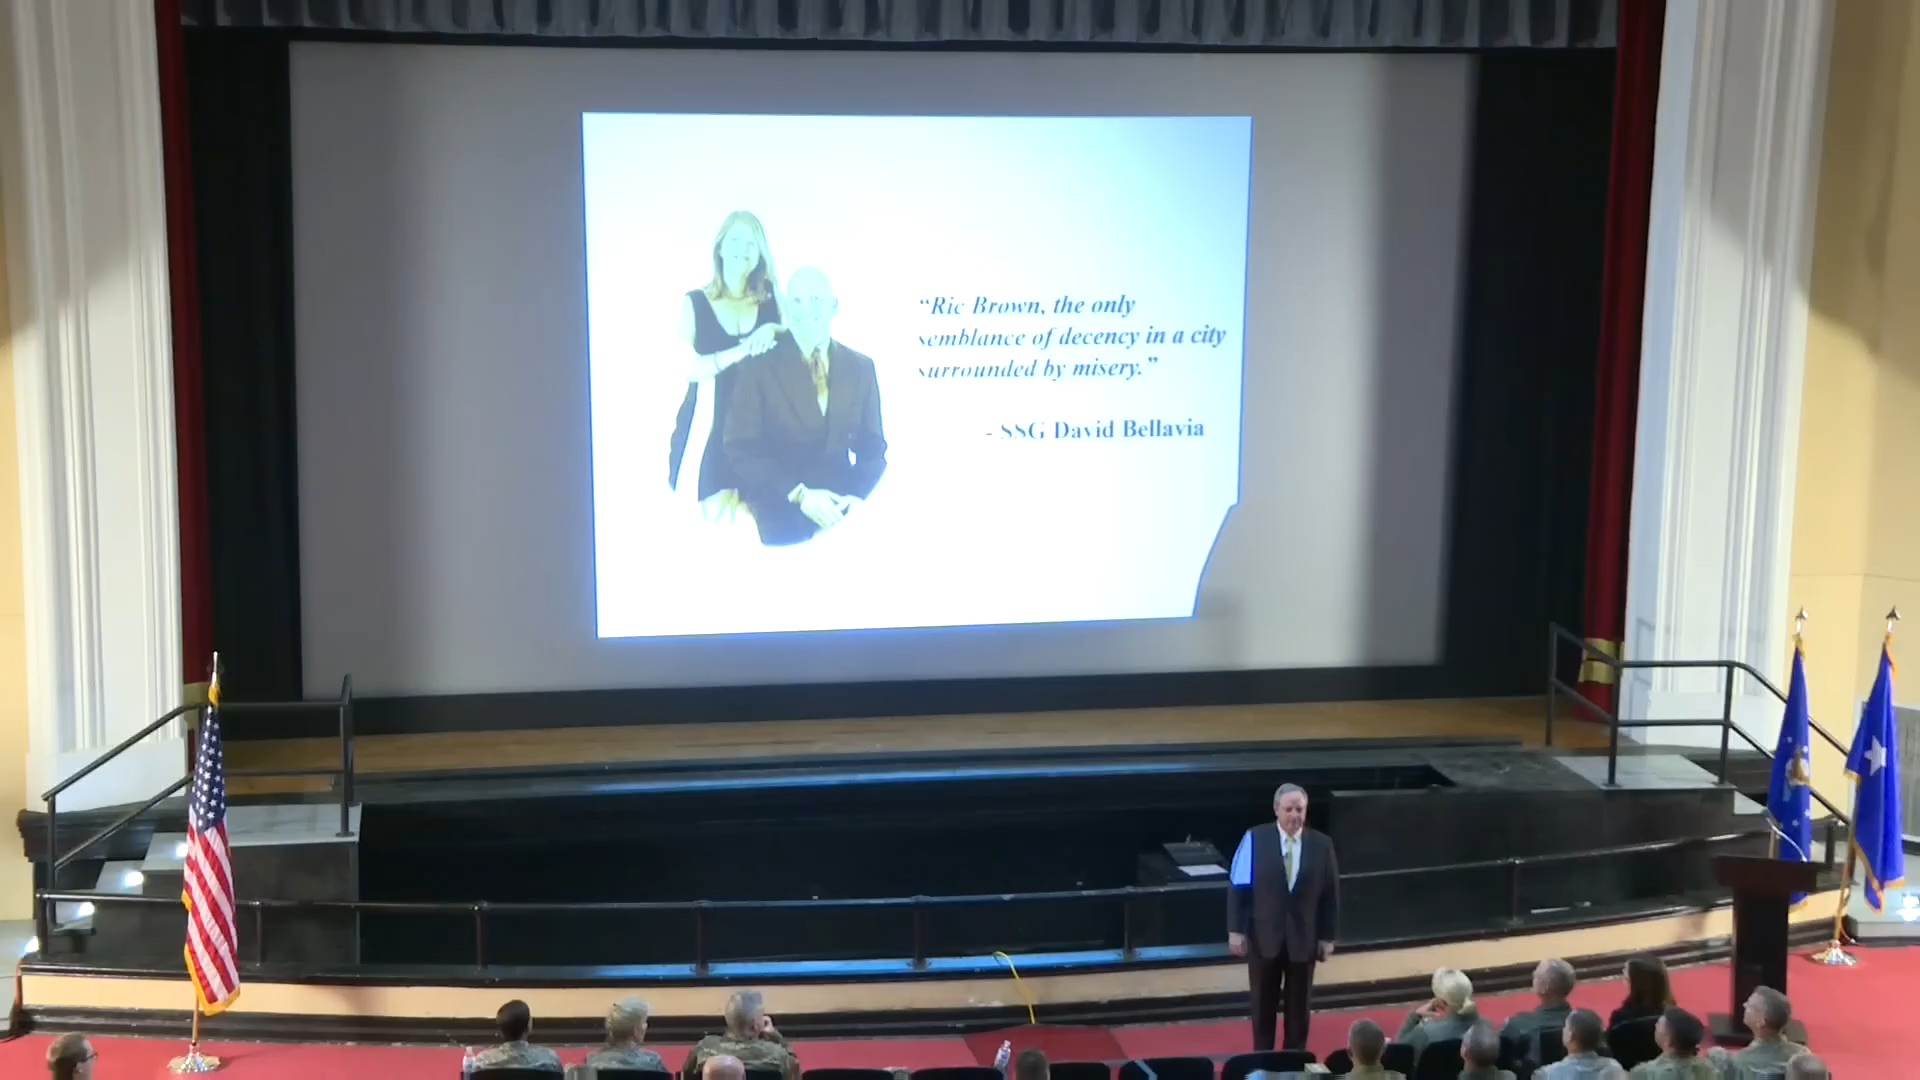 “Ric Brown, the only
semblance of decency in a city
surrounded by misery.”
- SSG David Bellavia